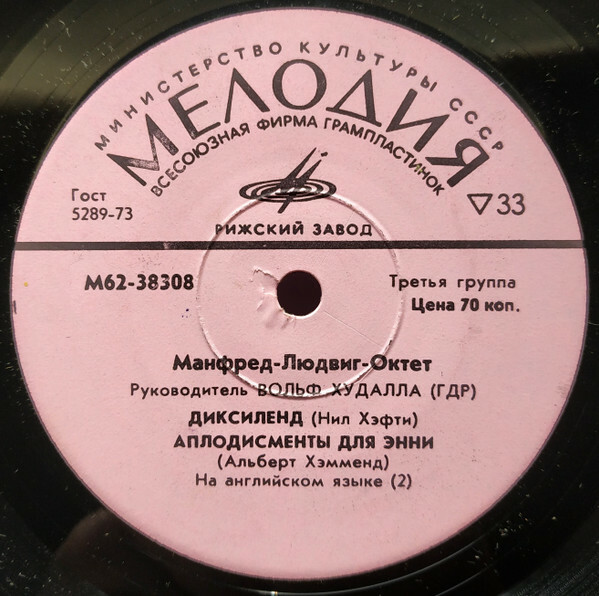 МИНИСТЕРСТВО КУЛЬТУРЫ СССР
МЕЛОДИЯ
ВСЕСОЮЗНАЯ ФИРМА ГРАМПЛАСТИНОК
Гост
5289-73
▽33
РИЖСКИЙ ЗАВОД
М62-38308
Третья группа
Цена 70 коп.
Манфред-Людвиг-Октет
Руководитель ВОЛЬФ ХУДАЛЛА (ГДР)
ДИКСИЛЕНД (Нил Хэфти)
АПЛОДИСМЕНТЫ ДЛЯ ЭННИ
(Альберт Хэмменд)
На английском языке (2)